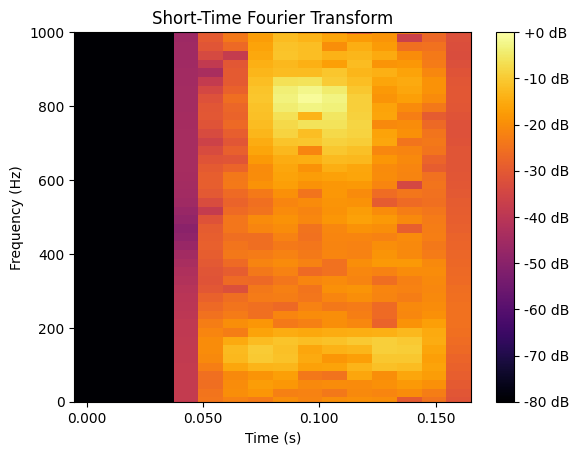 Short-Time Fourier Transform
1000
800
600
400
200
0
Frequency (Hz)
0.000
0.050
0.100
0.150
Time (s)
+0 dB
-10 dB
-20 dB
-30 dB
-40 dB
-50 dB
-60 dB
-70 dB
-80 dB